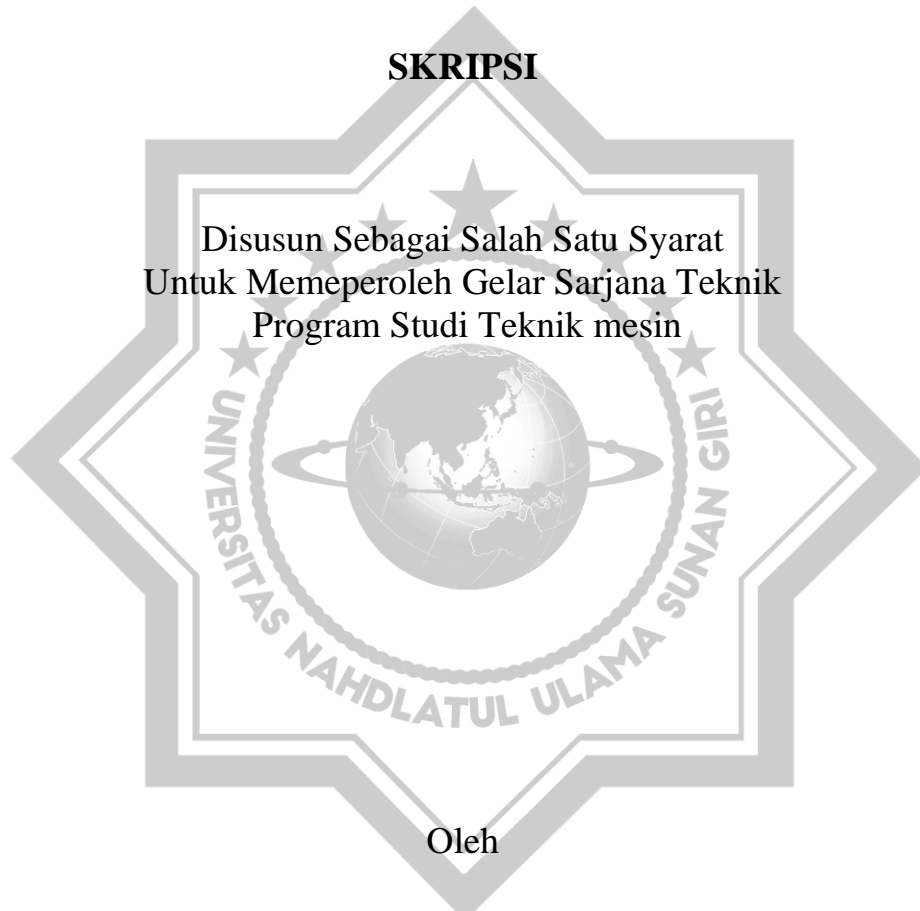 SKRIPSI
Disusun Sebagai Salah Satu Syarat
Untuk Memeperoleh Gelar Sarjana Teknik
Program Studi Teknik mesin
UNIVERSITAS NAHDLATUL ULAMA SUNAN GIRI
Oleh